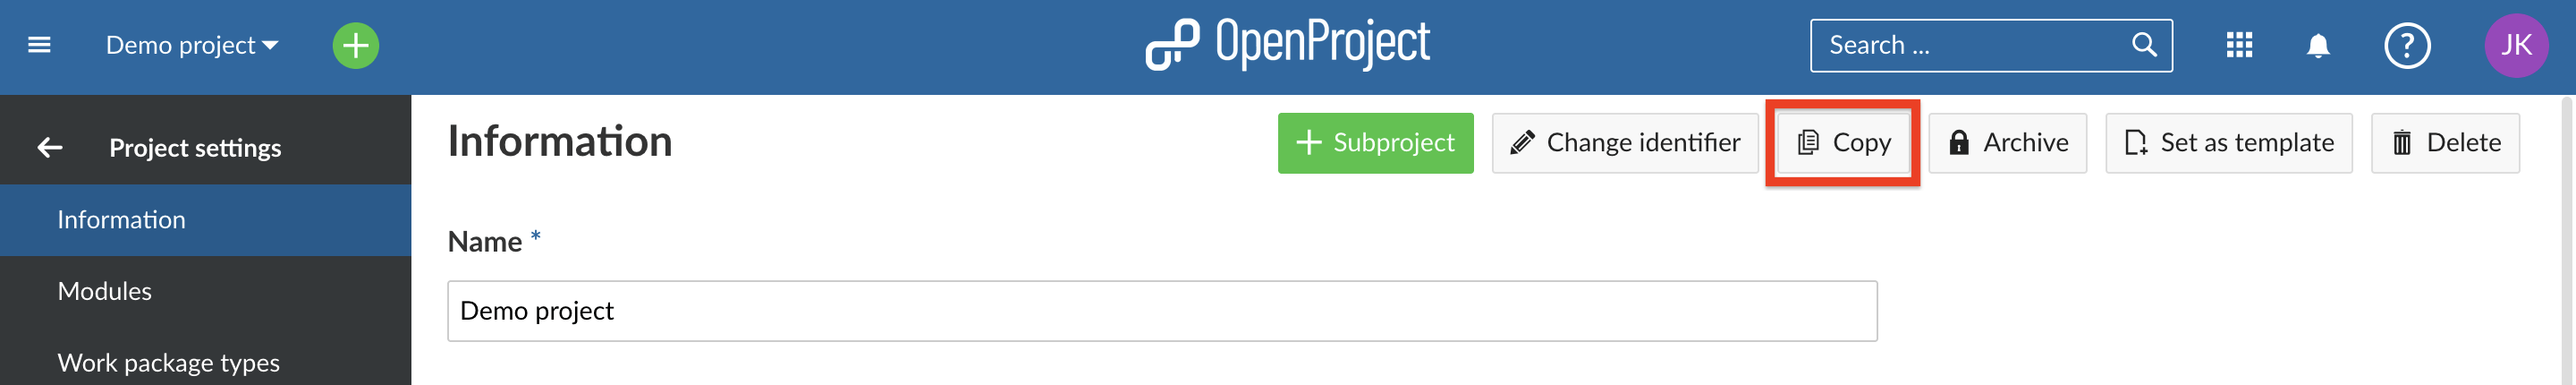 Demo project
OpenProject
Search ...
?
JK
Project settings
Information
Modules
Work package types
Information
Subproject
Change identifier
Copy
Archive
Set as template
Delete
Name *
Demo project